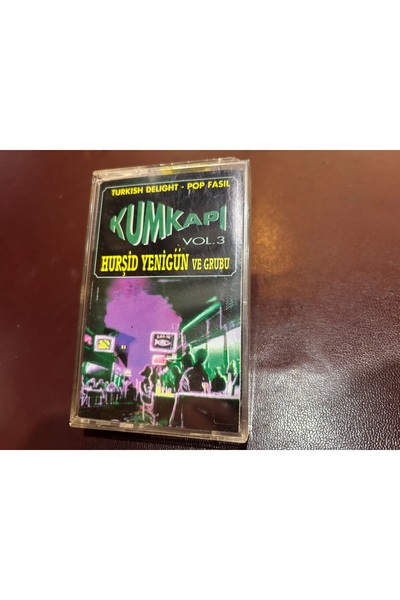 TURKISH DELIGHT - POP FASIL
KUMKAPI
VOL.3
HURŞİD YENİGÜN VE GRUBU